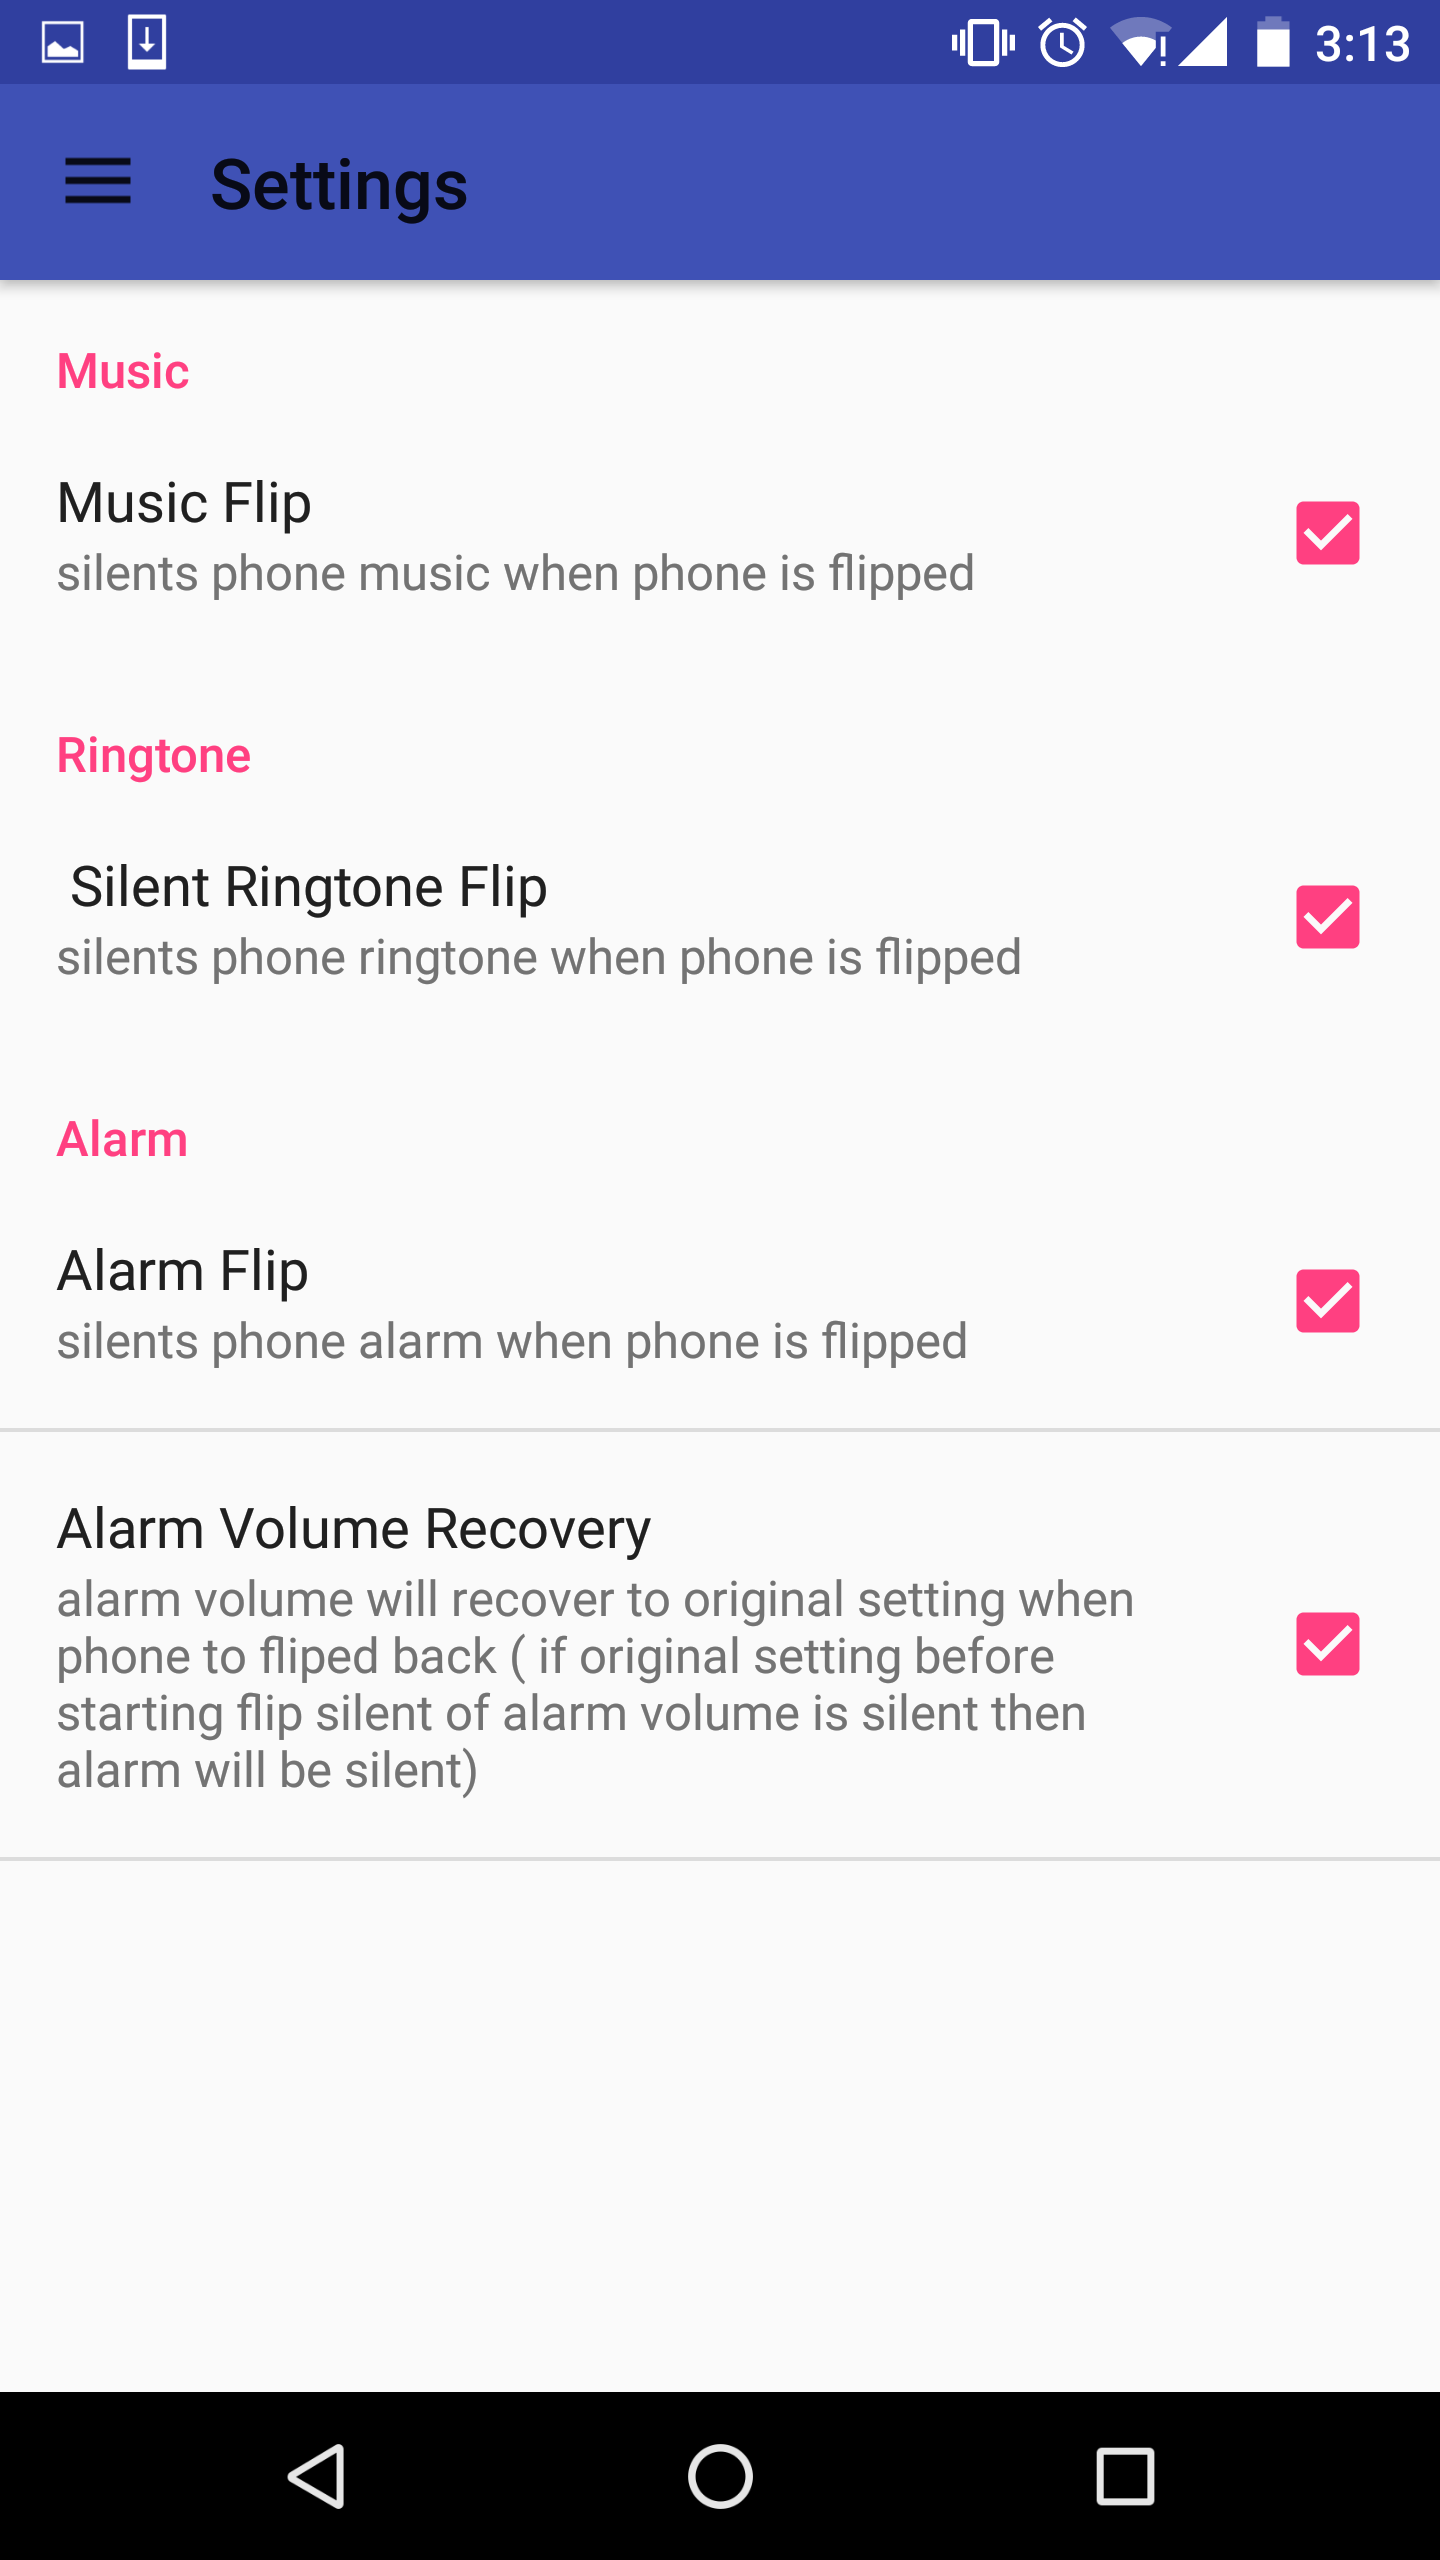 3:13
Settings
Music
Music Flip
silents phone music when phone is flipped
Ringtone
Silent Ringtone Flip
silents phone ringtone when phone is flipped
Alarm
Alarm Flip
silents phone alarm when phone is flipped
Alarm Volume Recovery
alarm volume will recover to original setting when
phone to fliped back ( if original setting before
starting flip silent of alarm volume is silent then
alarm will be silent)